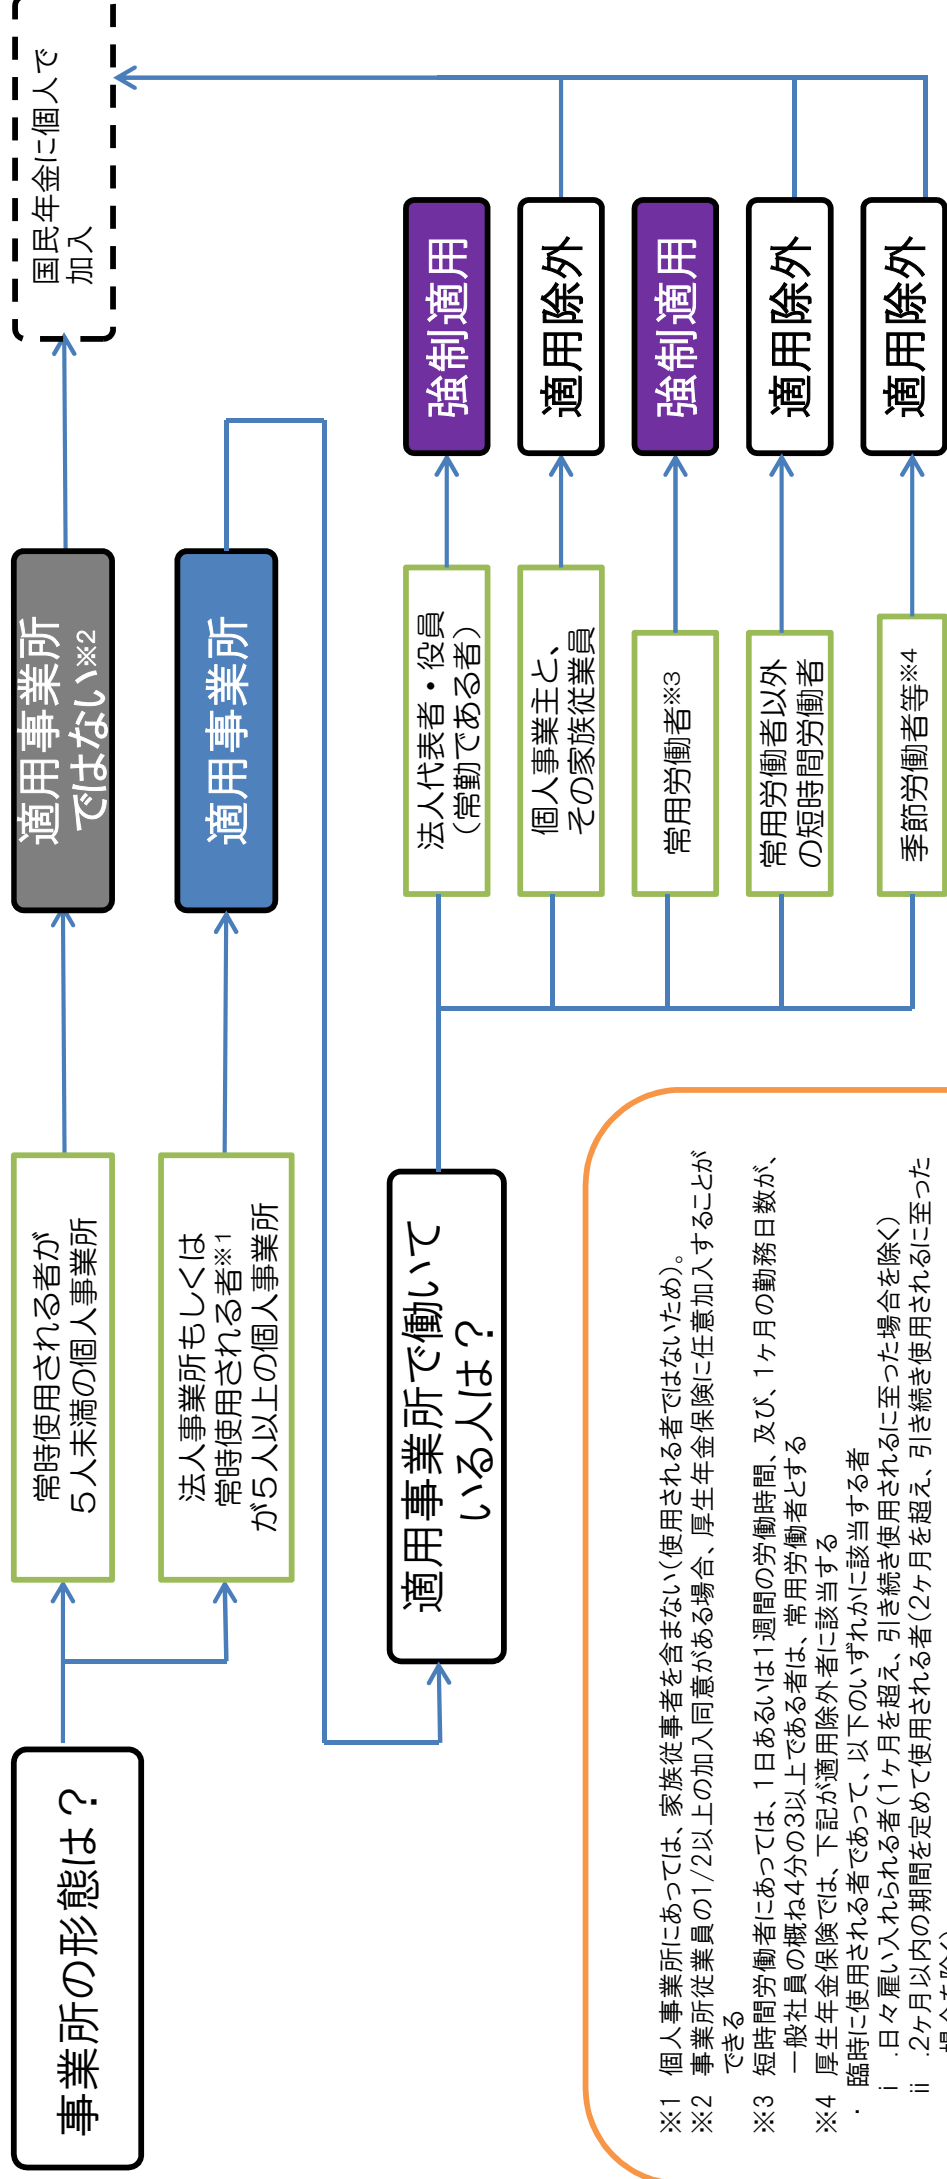 事業所の形態は？
常時使用される者が
５人未満の個人事業所
適用事業所
ではない※2
国民年金に個人で
加入
法人事業所もしくは
常時使用される者※1
が５人以上の個人事業所
適用事業所
適用事業所で働いて
いる人は？
法人代表者・役員
（常勤である者）
強制適用
個人事業主と、
その家族従業員
適用除外
常用労働者※3
強制適用
常用労働者以外
の短時間労働者
適用除外
季節労働者等※4
適用除外
※1 個人事業所にあっては、家族従事者を含まない（使用される者ではないため）。
※2 事業所従業員の1/2以上の加入同意がある場合、厚生年金保険に任意加入することが
できる
※3 短時間労働者にあっては、1日あるいは1週間の労働時間、及び、1ヶ月の勤務日数が、
一般社員の概ね4分の3以上である者は、常用労働者とする
※4 厚生年金保険では、下記が適用除外者に該当する
・ 臨時に使用される者であって、以下のいずれかに該当する者
ⅰ .日々雇い入れられる者（1ヶ月を超え、引き続き使用されるに至った場合を除く）
ⅱ .2ヶ月以内の期間を定めて使用される者（2ヶ月を超え、引き続き使用されるに至った
場合を除く）